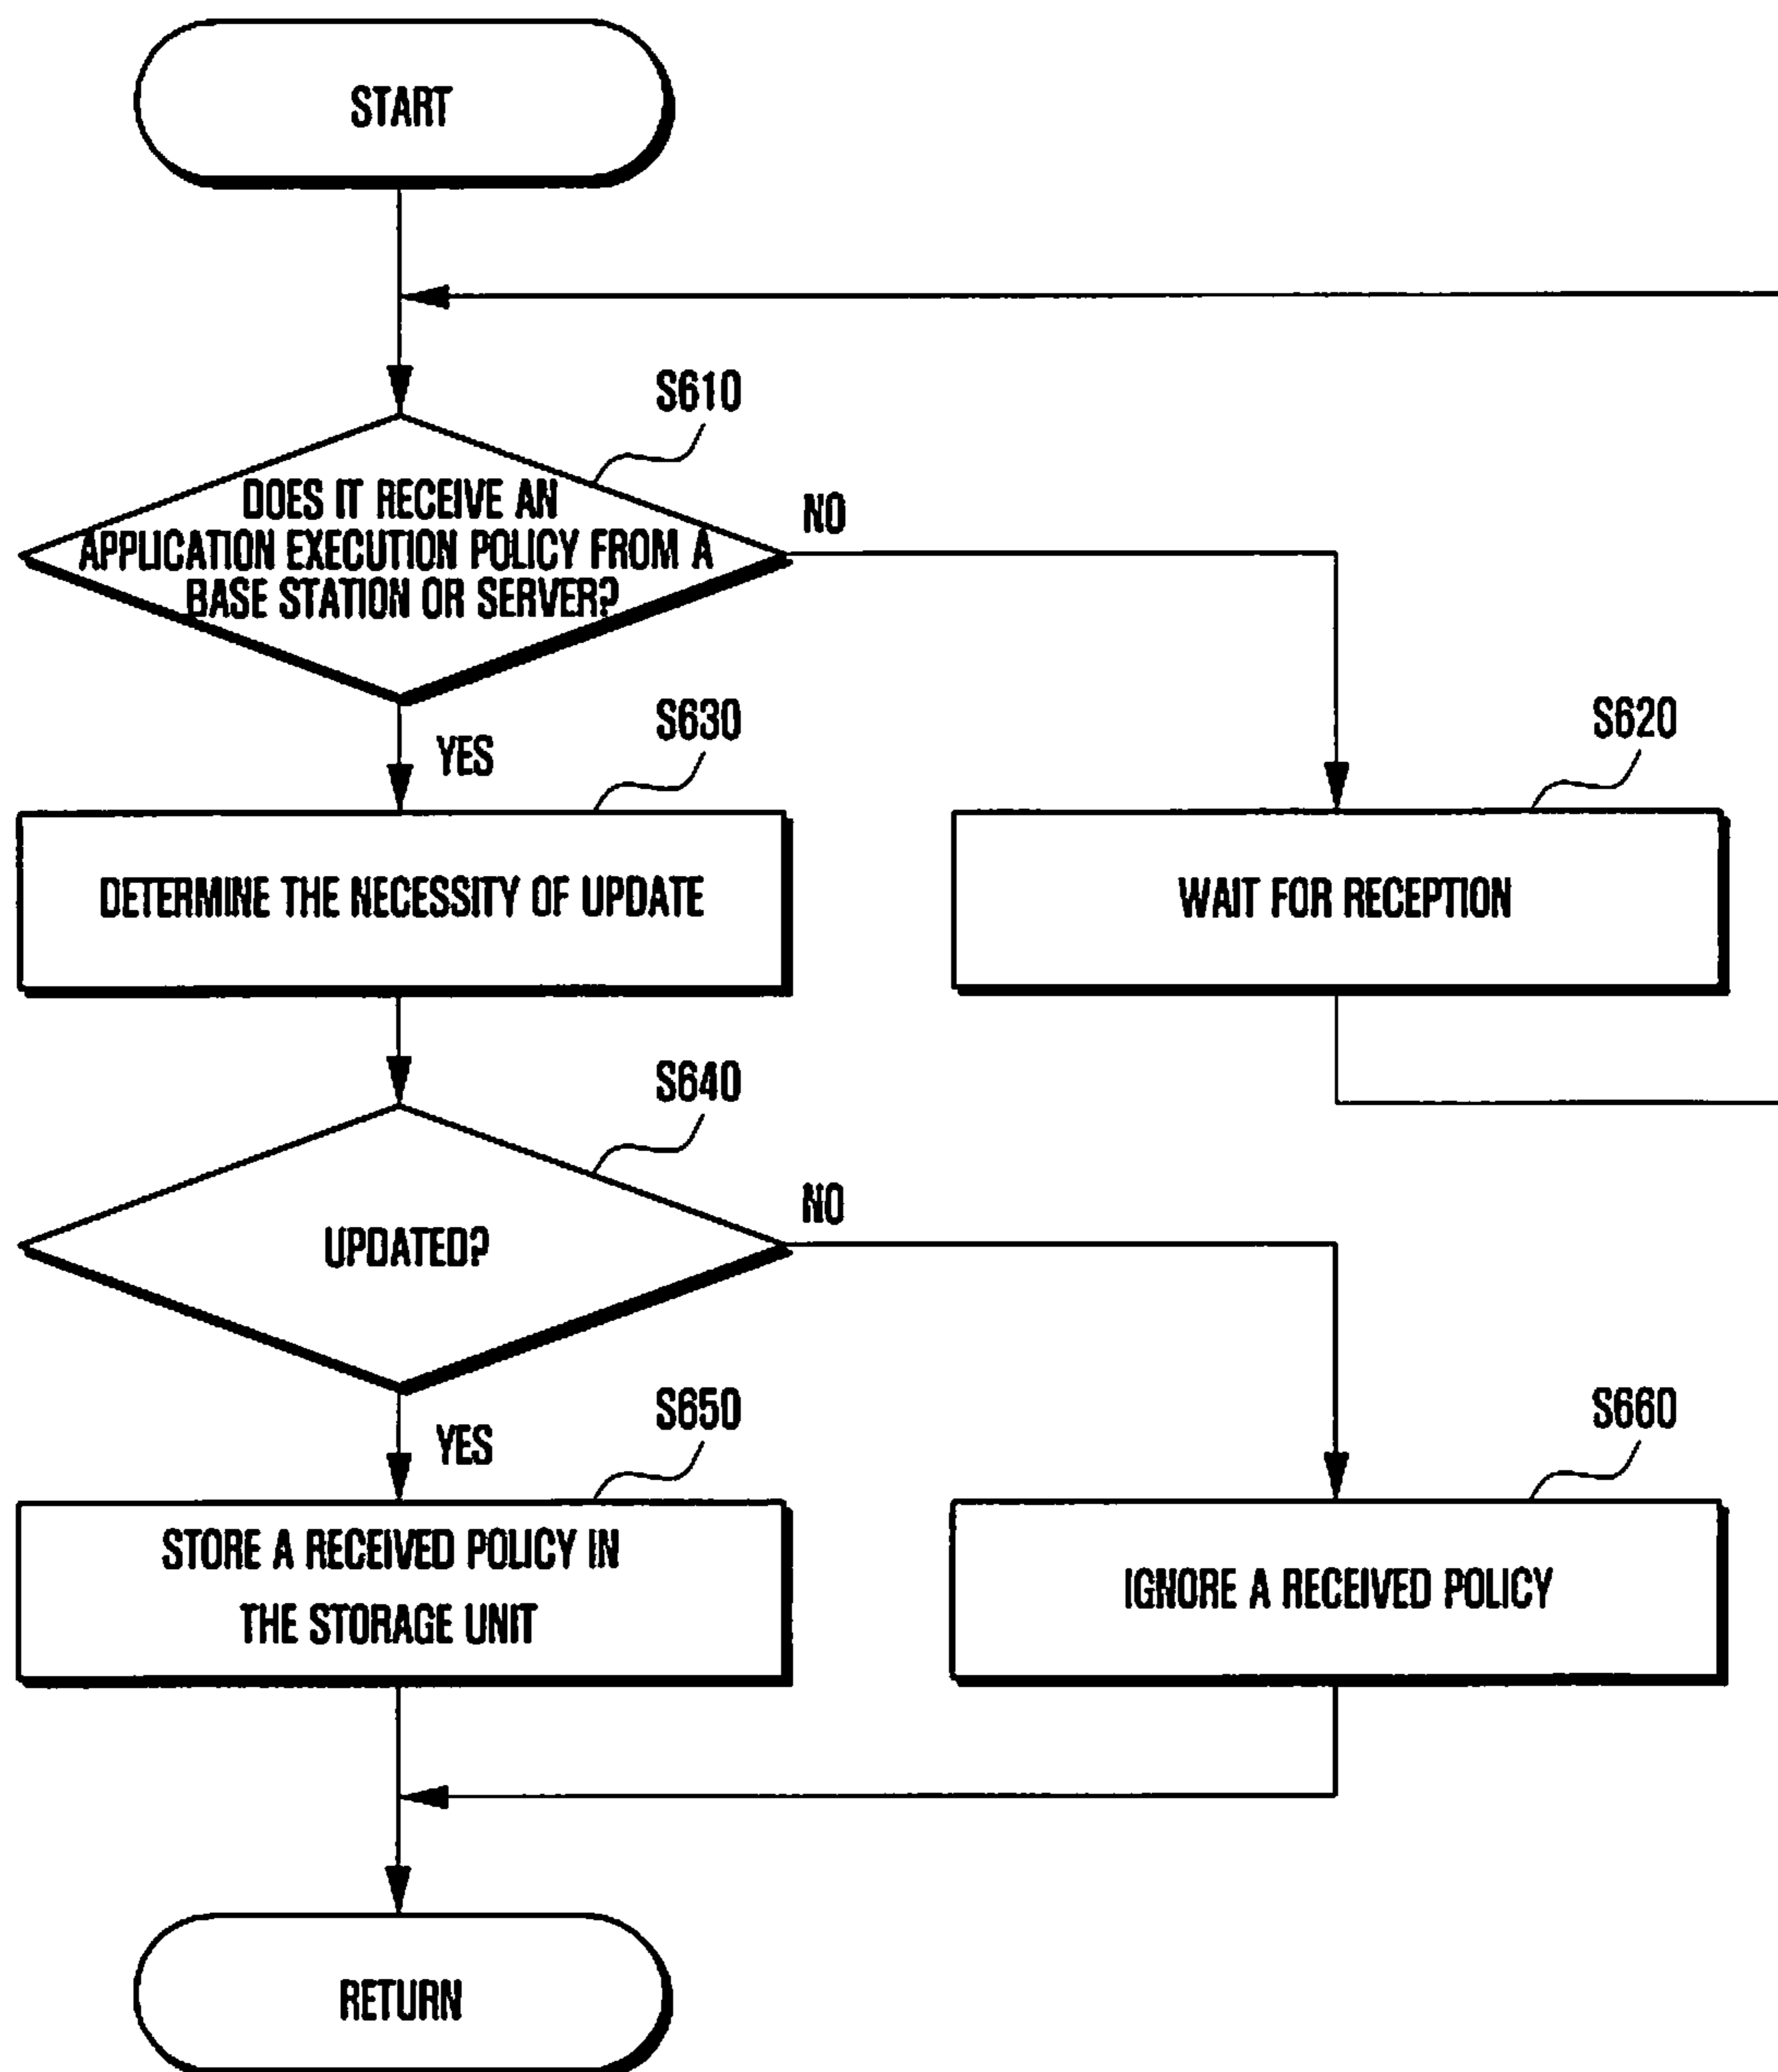 START
S610
DOES IT RECEIVE AN
APPLICATION EXECUTION POLICY FROM A
BASE STATION OR SERVER?
NO
YES
S630
S620
DETERMINE THE NECESSITY OF UPDATE
WAIT FOR RECEPTION
S640
UPDATED?
NO
YES
S650
S660
STORE A RECEIVED POLICY IN
THE STORAGE UNIT
IGNORE A RECEIVED POLICY
RETURN